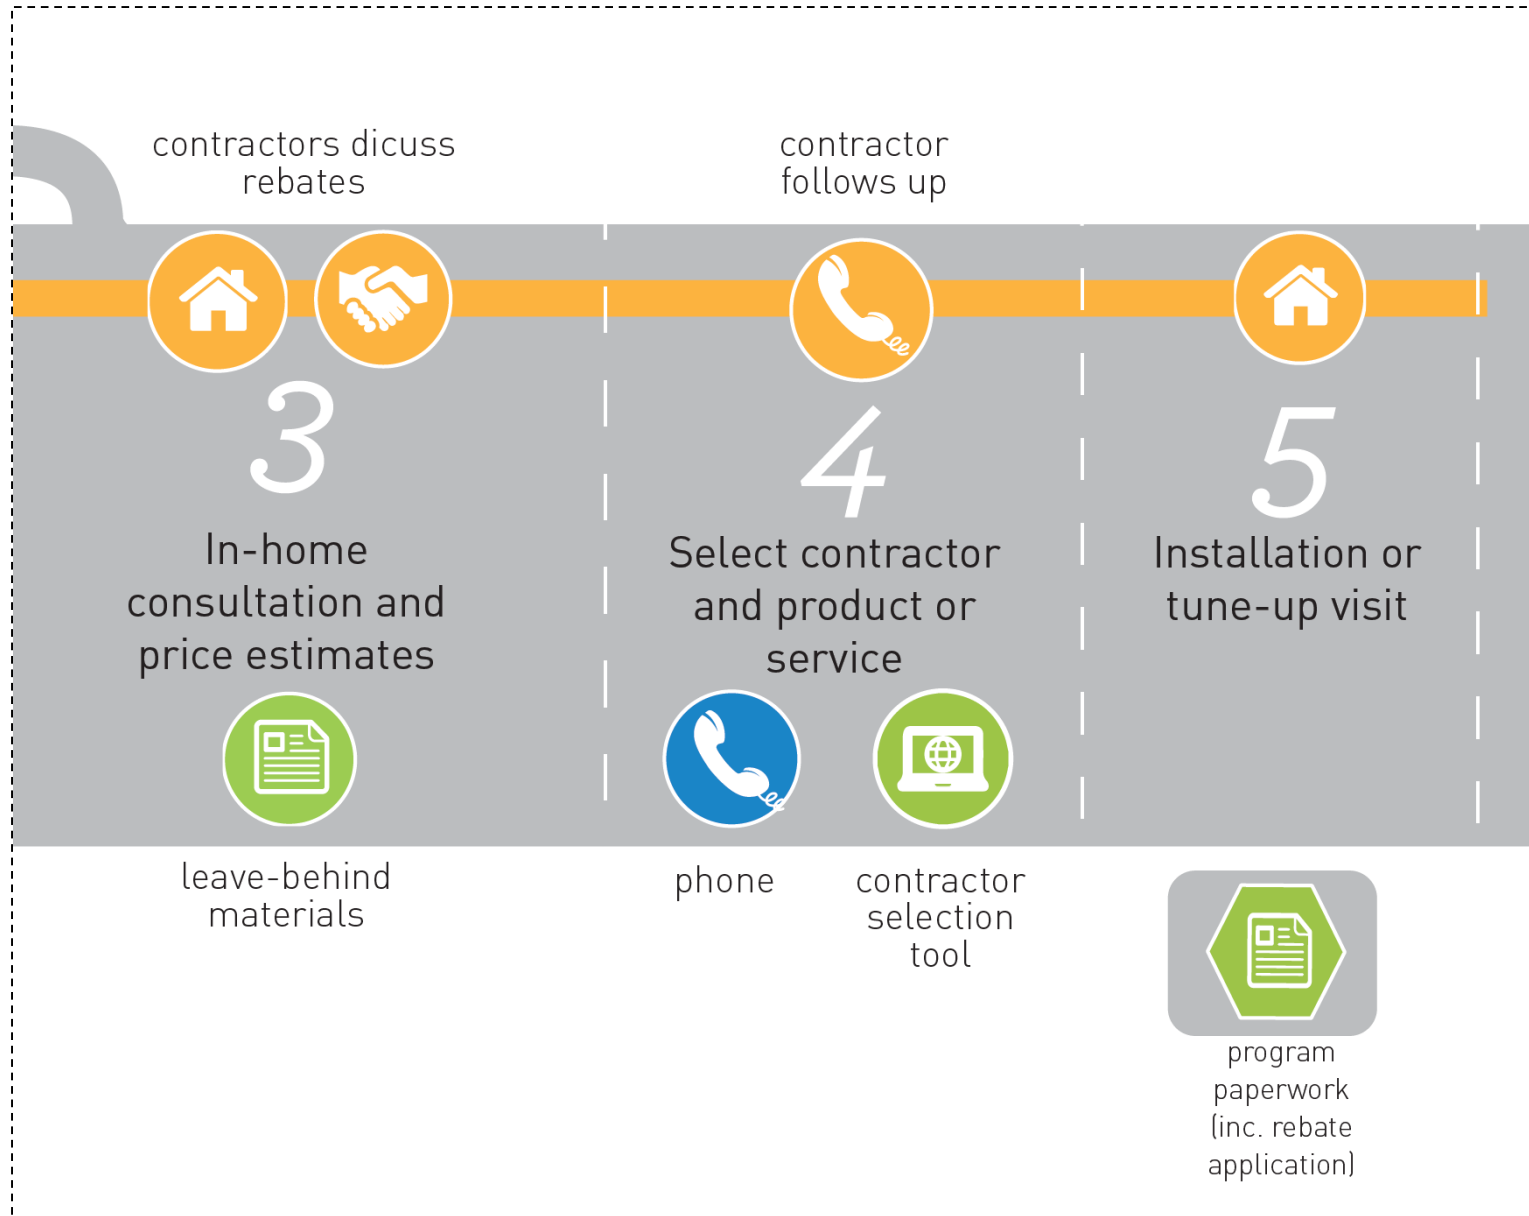 contractors dicuss
rebates
3
In-home
consultation and
price estimates
leave-behind
materials
contractor
follows up
4
Select contractor
and product or
service
phone
contractor
selection
tool
5
Installation or
tune-up visit
program
paperwork
(inc. rebate
application)